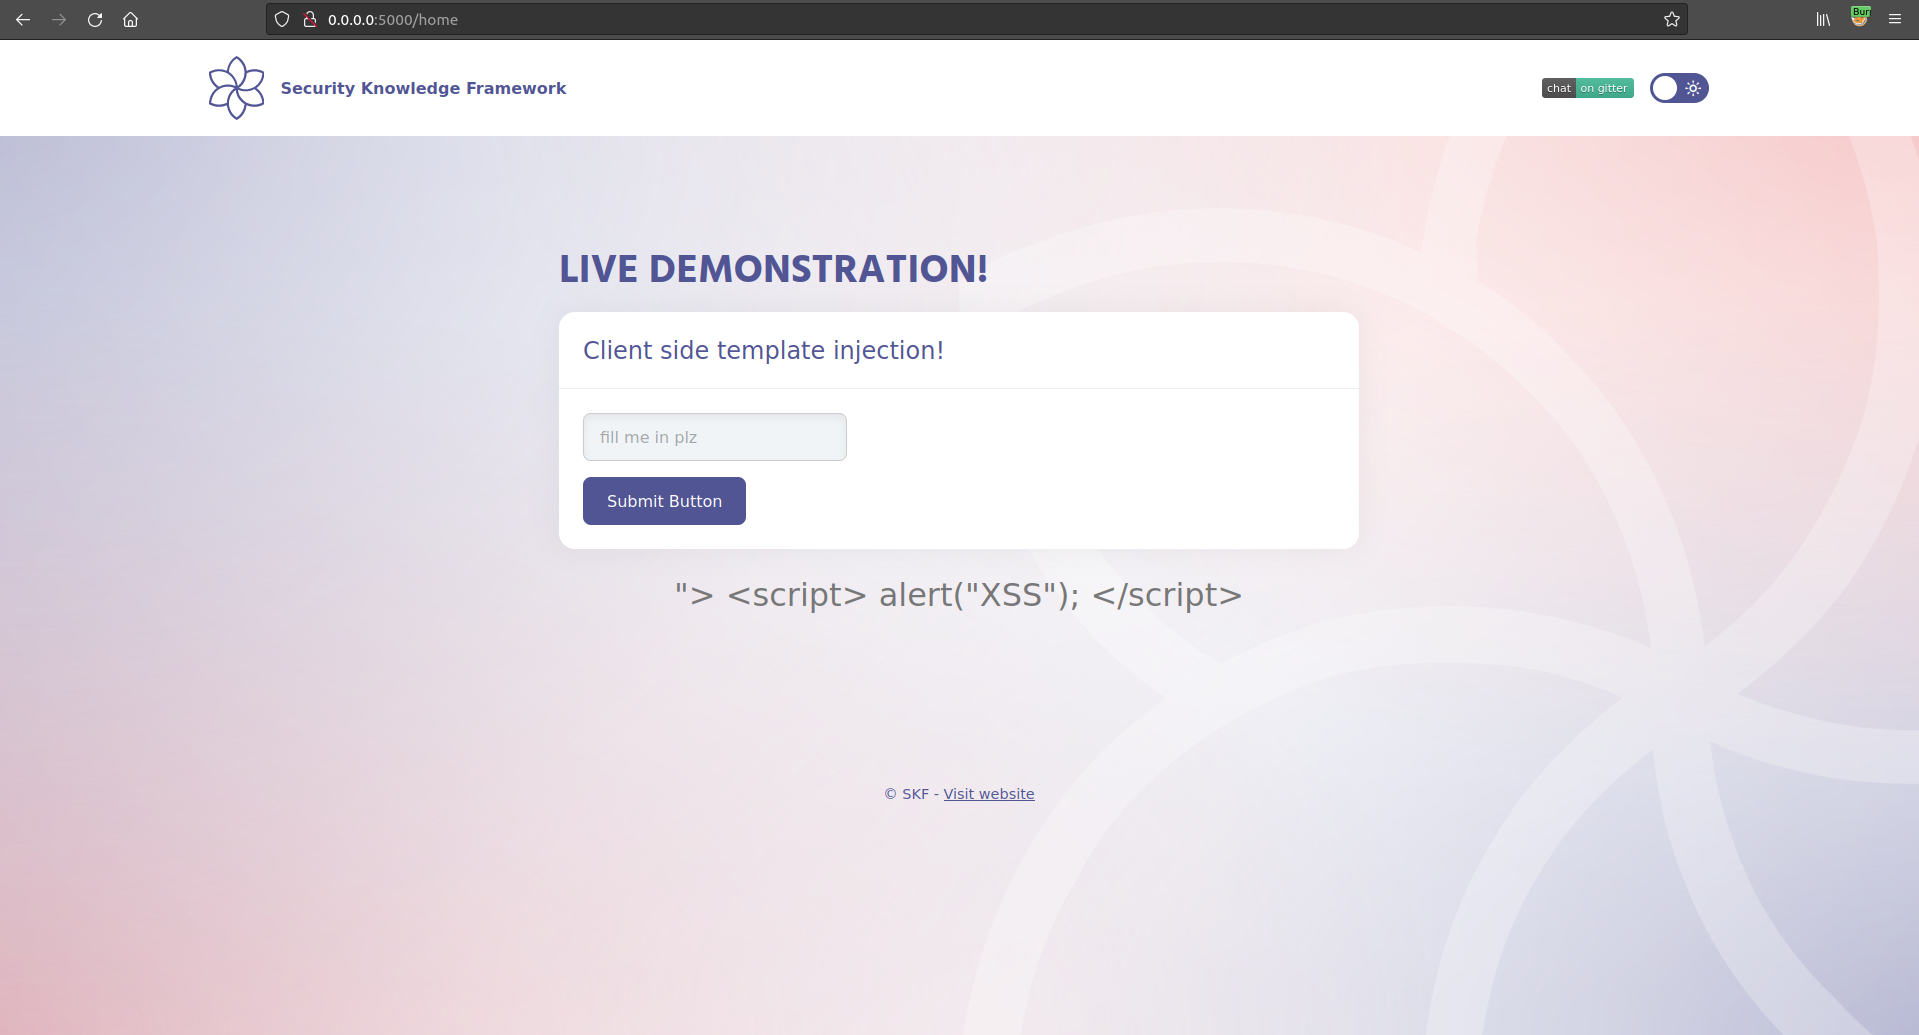 0.0.0.0:5000/home
Bur
Security Knowledge Framework
chat on gitter
LIVE DEMONSTRATION!
Client side template injection!
fill me in plz
Submit Button
"> <script> alert("XSS"); </script>
© SKF - Visit website